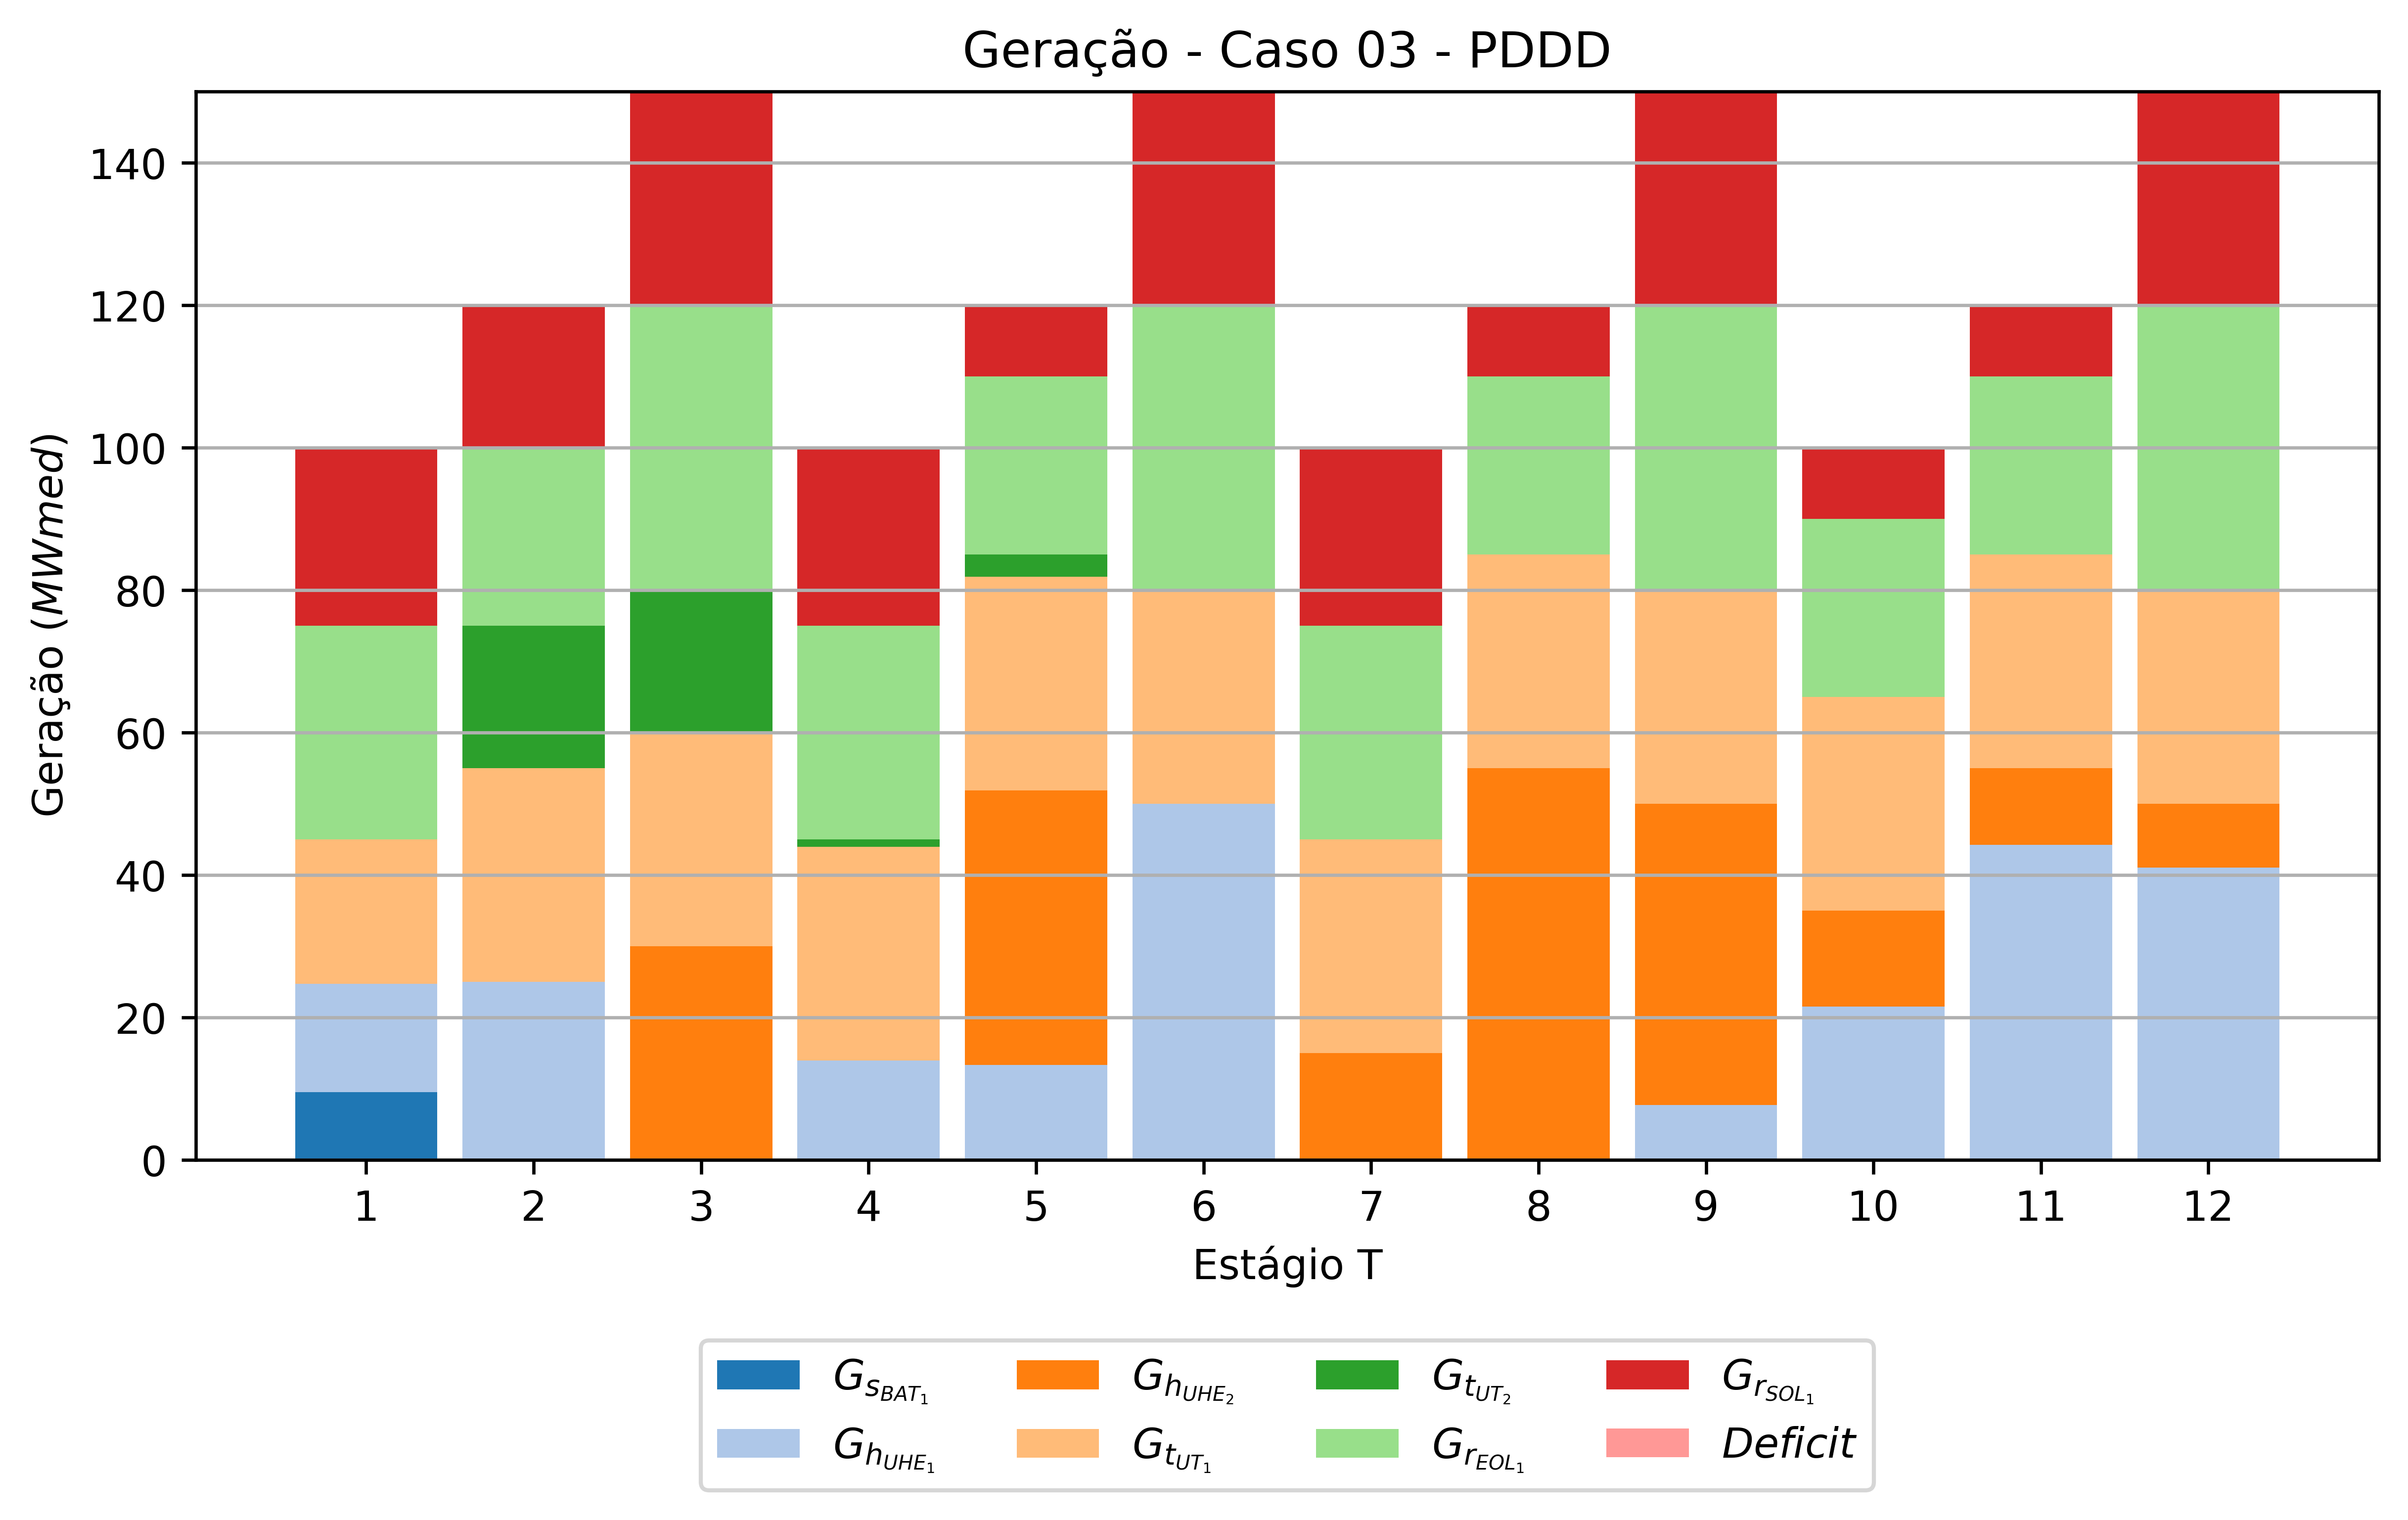 Geração - Caso 03 - PDDD
Geração (MWmed)
140
120
100
80
60
40
20
0
1 2 3 4 5 6 7 8 9 10 11 12
Estágio T
G_{s_{BAT_1}} G_{h_{UHE_2}} G_{t_{UT_2}} G_{r_{SOL_1}}
G_{h_{UHE_1}} G_{t_{UT_1}} G_{r_{EOL_1}} Deficit